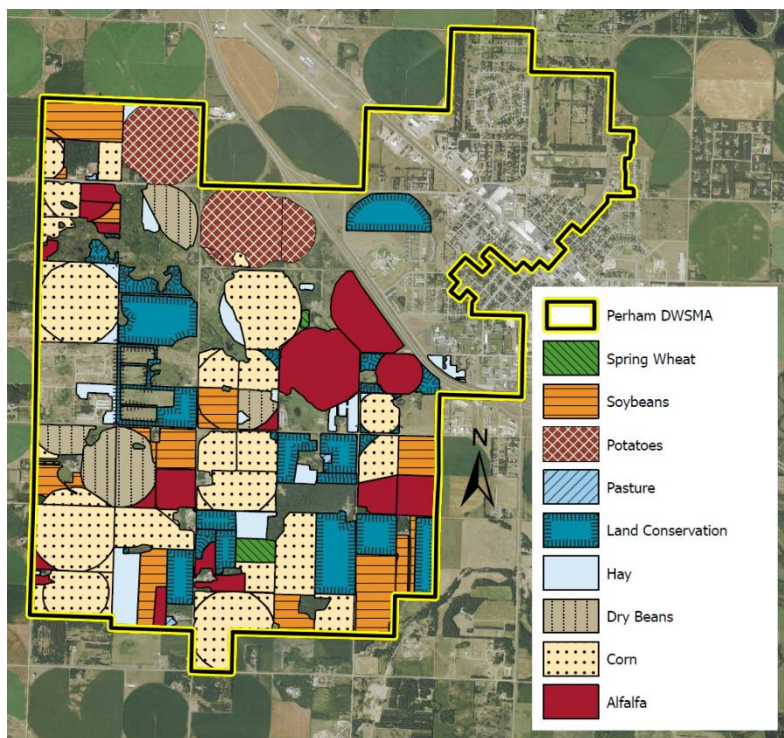 N
Perham DWSMA
Spring Wheat
Soybeans
Potatoes
Pasture
Land Conservation
Hay
Dry Beans
Corn
Alfalfa